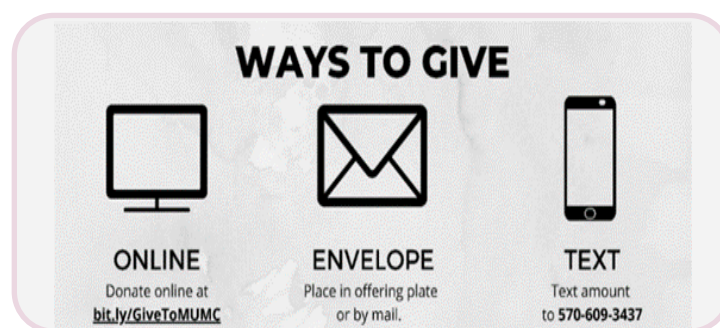 WAYS TO GIVE
ONLINE
Donate online at
bit.ly/GiveToMUMC
ENVELOPE
Place in offering plate
or by mail.
TEXT
Text amount
to 570-609-3437